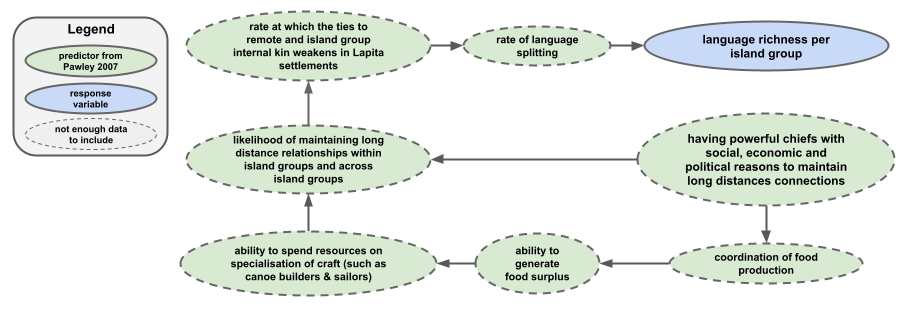 Legend
predictor from
Pawley 2007
response
variable
not enough data
to include
rate at which the ties to
remote and island group
internal kin weakens in Lapita
settlements
rate of language
splitting
language richness per
island group
likelihood of maintaining long
distance relationships within
island groups and across
island groups
having powerful chiefs with
social, economic and
political reasons to maintain
long distances connections
ability to spend resources on
specialisation of craft (such as
canoe builders & sailors)
ability to
generate
food surplus
coordination of food
production